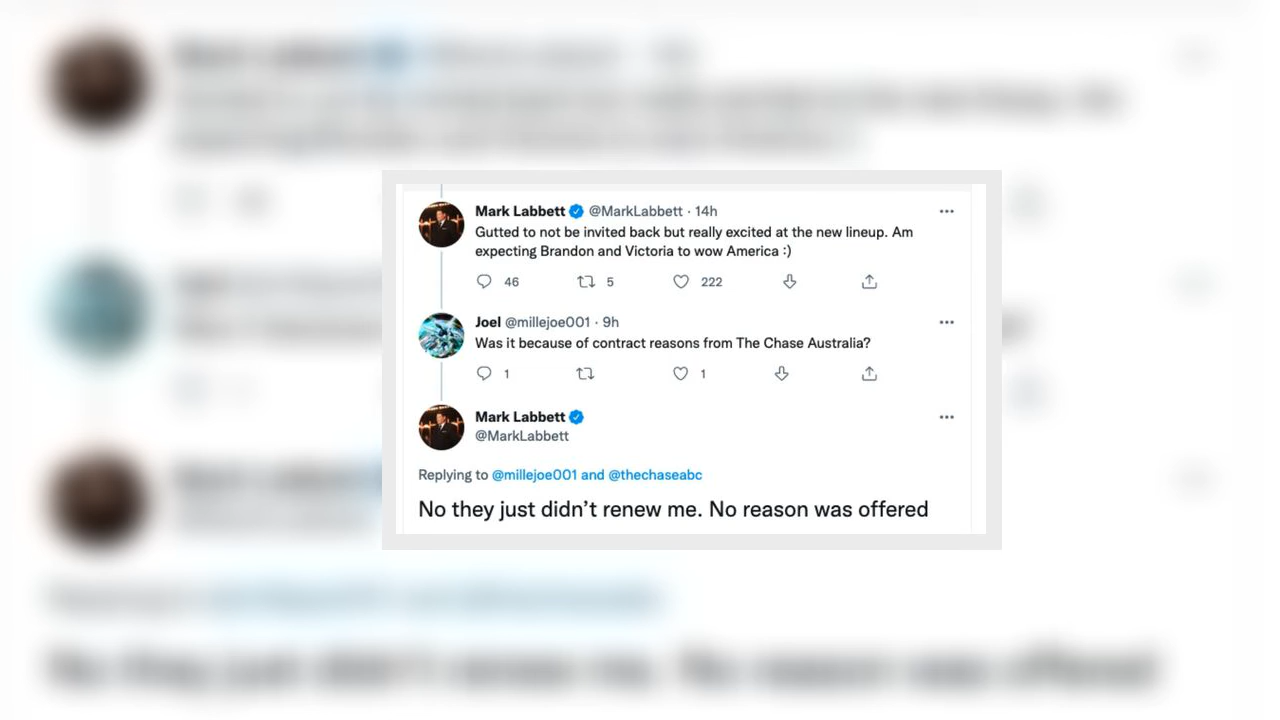 Mark Labbett @MarkLabbett · 14h
Gutted to not be invited back but really excited at the new lineup. Am
expecting Brandon and Victoria to wow America :)
46 5 222
Joel @millejoe001 · 9h
Was it because of contract reasons from The Chase Australia?
1 1
Mark Labbett
@MarkLabbett
Replying to @millejoe001 and @thechaseabc
No they just didn't renew me. No reason was offered